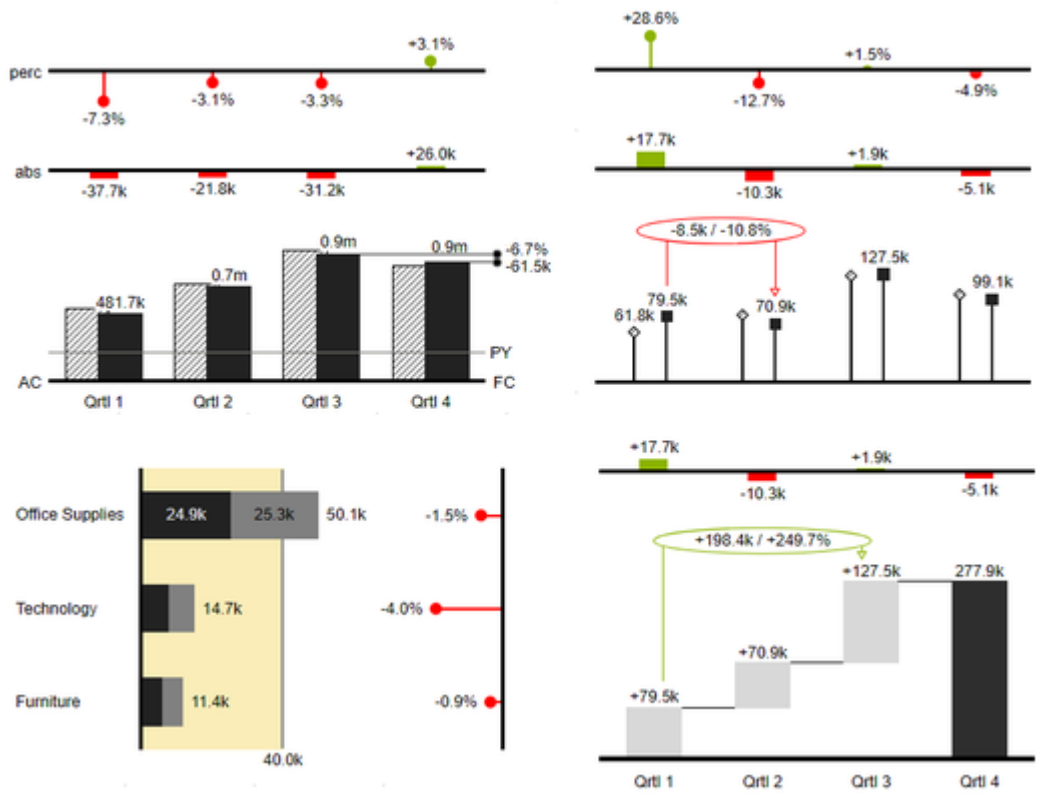 perc
+3.1%
-7.3%
-3.1%
-3.3%
abs
+26.0k
-37.7k
-21.8k
-31.2k
481.7k
0.7m
0.9m
0.9m
-6.7%
-61.5k
PY
AC
FC
Qrtl 1
Qrtl 2
Qrtl 3
Qrtl 4
+28.6%
-12.7%
+1.5%
-4.9%
+17.7k
-10.3k
+1.9k
-5.1k
-8.5k / -10.8%
61.8k
79.5k
70.9k
127.5k
99.1k
Office Supplies
24.9k
25.3k
50.1k
-1.5%
Technology
14.7k
-4.0%
Furniture
11.4k
-0.9%
40.0k
+17.7k
-10.3k
+1.9k
-5.1k
+198.4k / +249.7%
+79.5k
+70.9k
+127.5k
277.9k
Qrtl 1
Qrtl 2
Qrtl 3
Qrtl 4